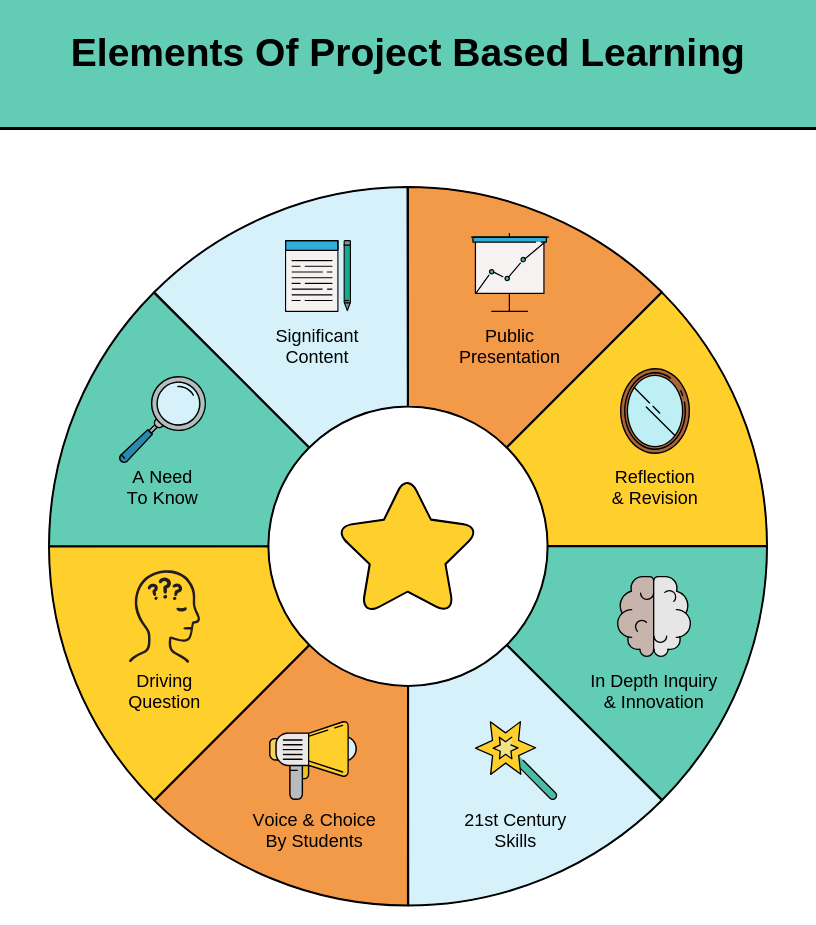 Elements Of Project Based Learning
Significant
Content
Public
Presentation
A Need
To Know
Reflection
& Revision
Driving
Question
In Depth Inquiry
& Innovation
Voice & Choice
By Students
21st Century
Skills